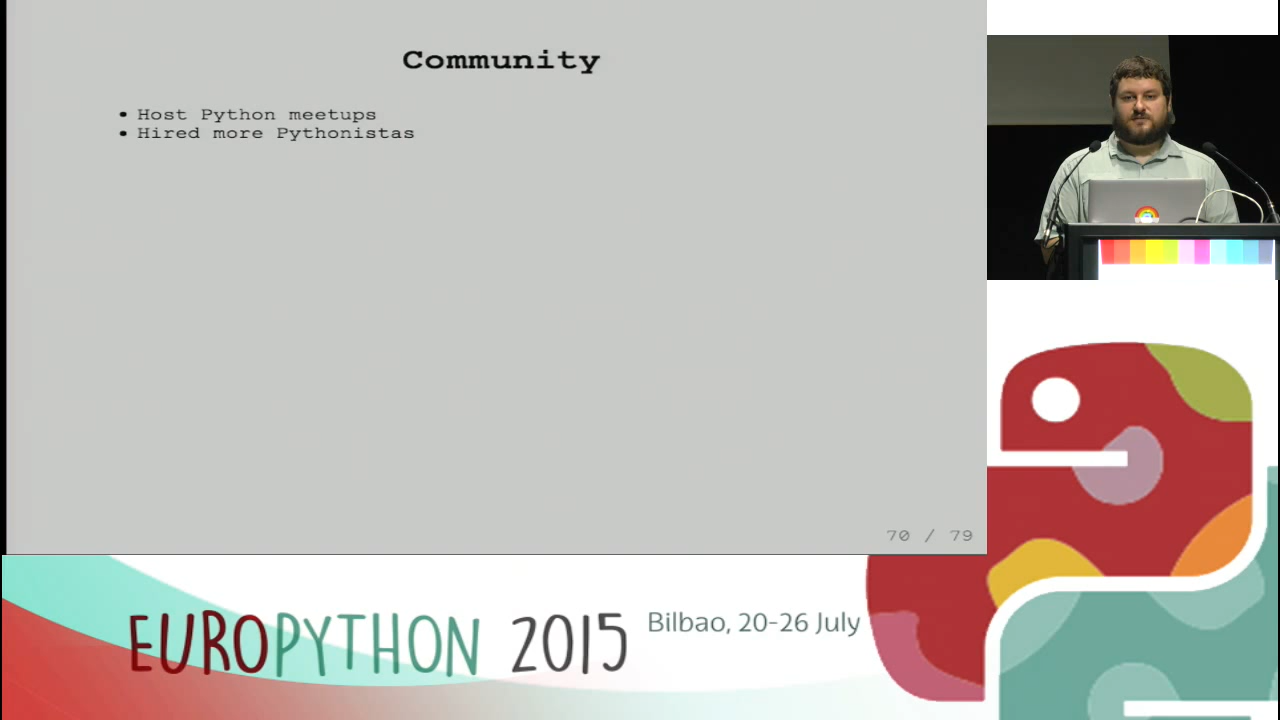 Community
• Host Python meetups
• Hired more Pythonistas
70 / 79
EUROPYTHON 2015
Bilbao, 20-26 July